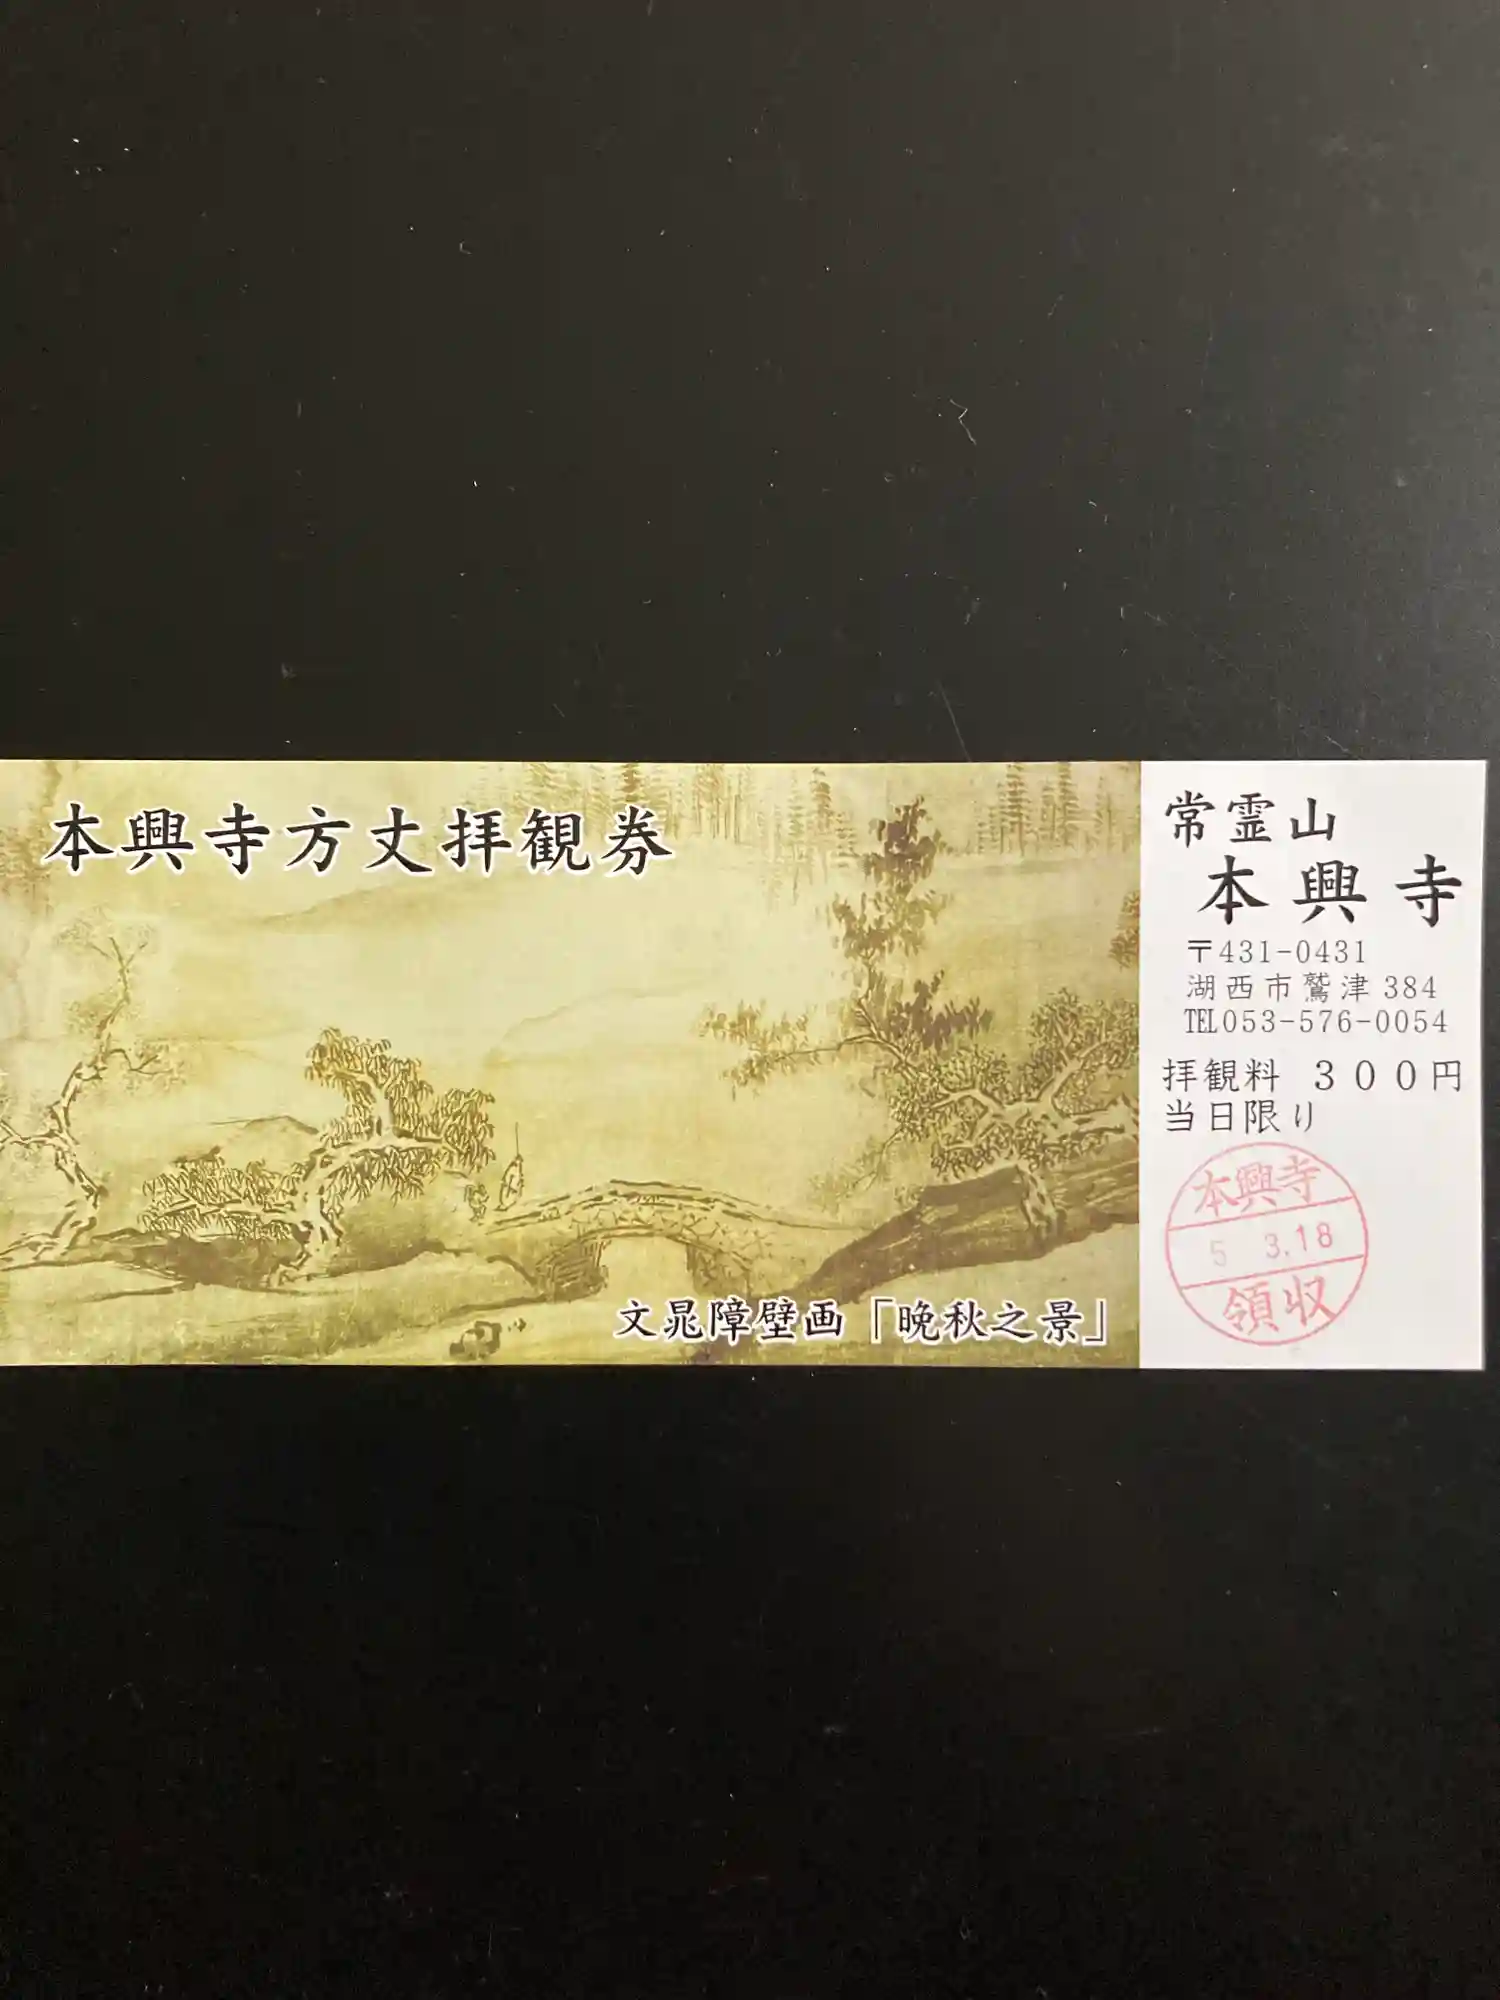 本興寺方丈拝観券
文晁障壁画「晩秋之景」
常霊山
本興寺
〒431-0431
湖西市鷲津384
TEL053-576-0054
拝観料 300円
当日限り
本興寺
5 3.18
領収